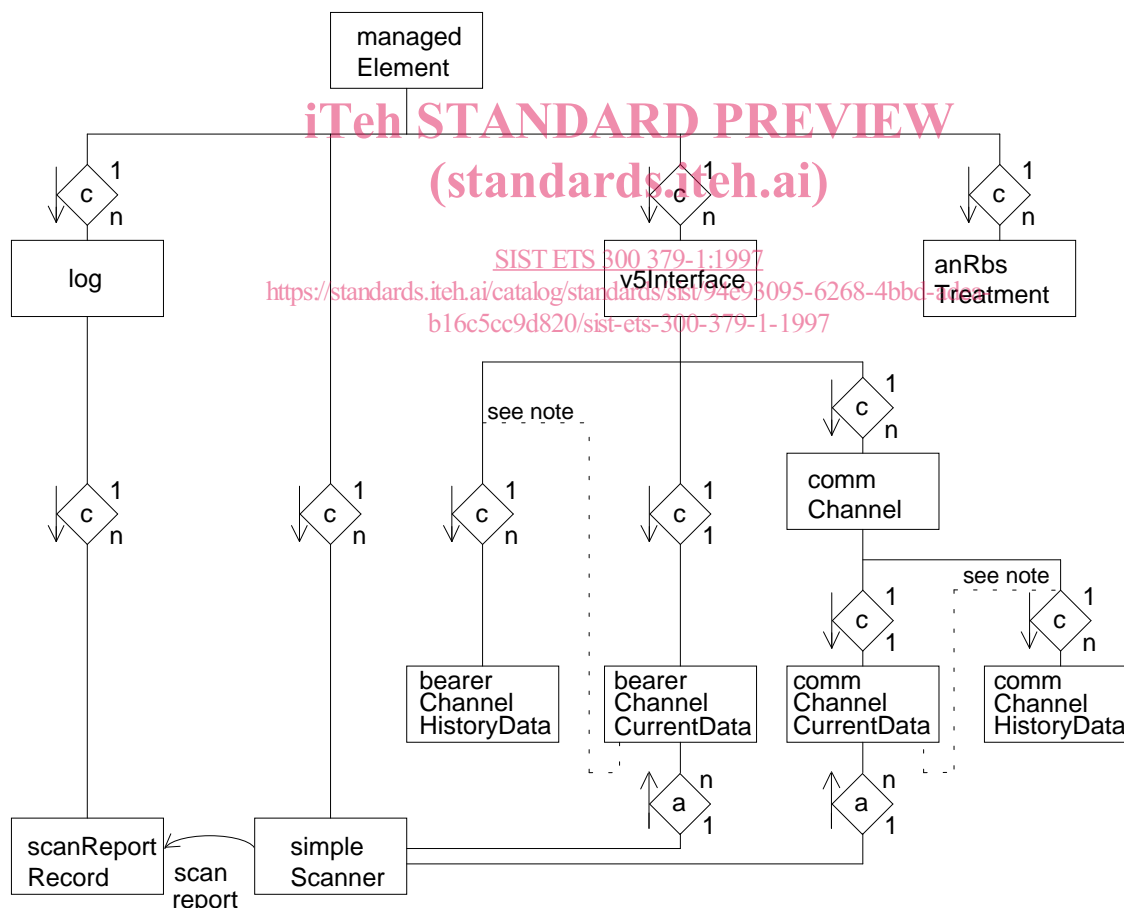 managed
Element
iTeh STANDARD PREVIEW
(standards.iteh.ai)
1
c
n
1
c
n
1
c
n
log
v5Interface
anRbs
Treatment
SIST ETS 300 379-1:1997
https://standards.iteh.ai/catalog/standards/sist/94e93095-6268-4bbd-adea-
b16c5cc9d820/sist-ets-300-379-1-1997
1
c
n
see note
comm
Channel
1
c
n
1
c
n
1
c
n
1
c
1
see note
1
c
1
1
c
n
bearer
Channel
HistoryData
bearer
Channel
CurrentData
comm
Channel
CurrentData
comm
Channel
HistoryData
n
a
1
n
a
1
scanReport
Record
scan
report
simple
Scanner